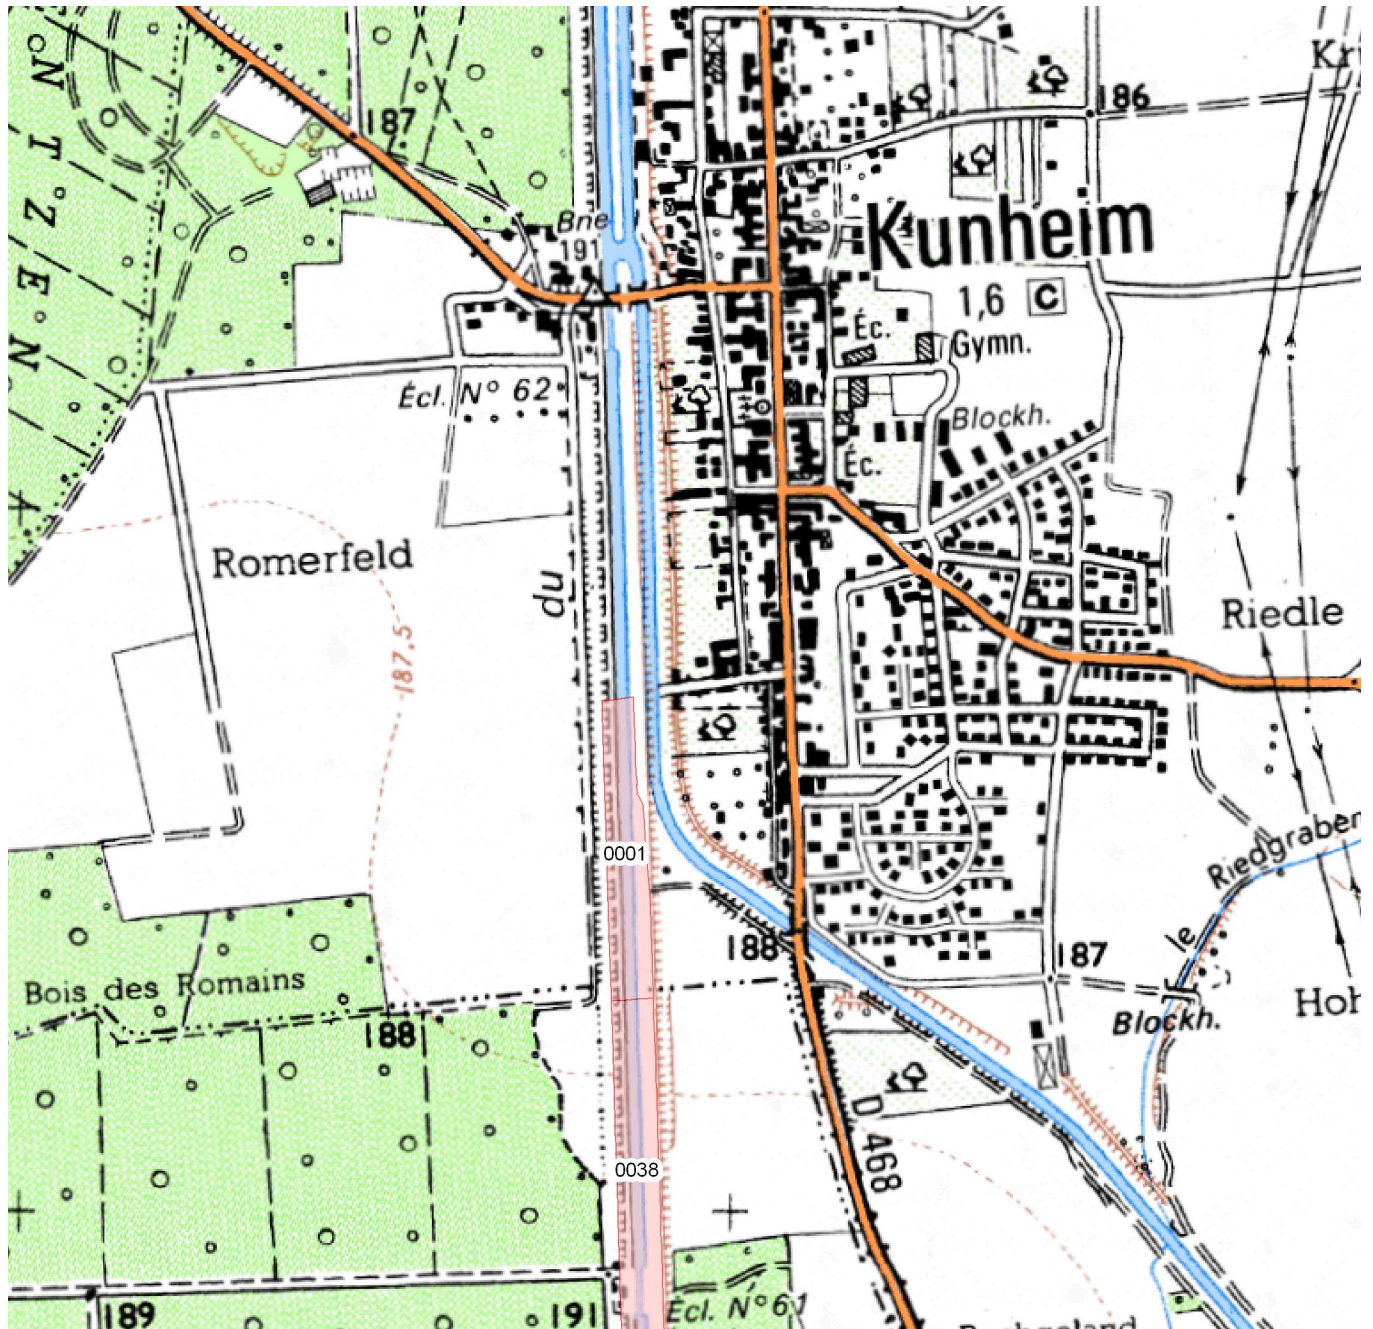 187
186
Bne
191
Kunheim
1,6 C
Éc.
Gymn.
Écl. N° 62
Blockh.
Éc.
Romerfeld
du
Riedle
187,5
0001
Riedgraben
le
188
187
Bois des Romains
188
Blockh.
D 468
0038
189
191
Écl. N° 61